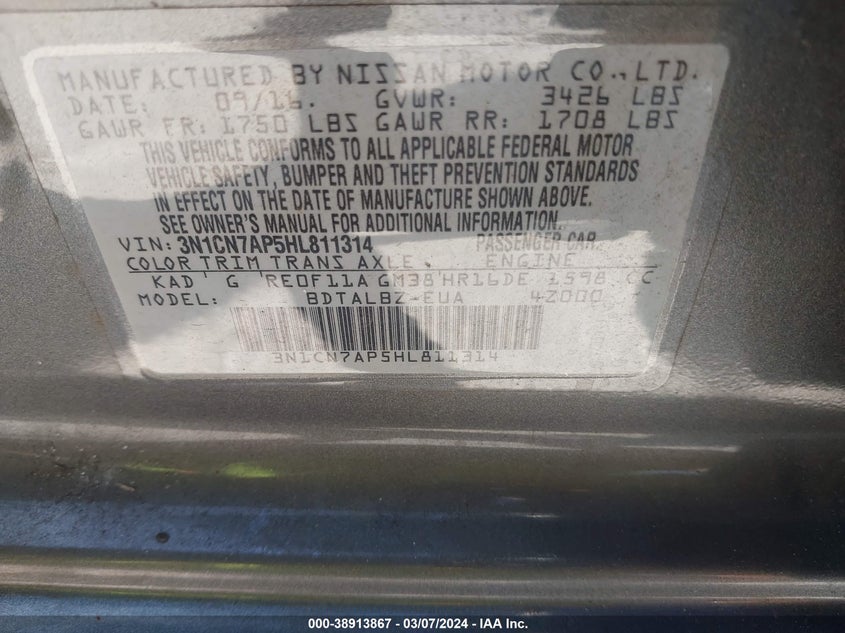 MANUFACTURED BY NISSAN MOTOR CO., LTD.
DATE: 09/16. GVWR: 3426 LBS
GAWR FR: 1750 LBS GAWR RR: 1708 LBS
THIS VEHICLE CONFORMS TO ALL APPLICABLE FEDERAL MOTOR
VEHICLE SAFETY, BUMPER AND THEFT PREVENTION STANDARDS
IN EFFECT ON THE DATE OF MANUFACTURE SHOWN ABOVE.
SEE OWNER'S MANUAL FOR ADDITIONAL INFORMATION.
VIN: 3N1CN7AP5HL811314 PASSENGER CAR
COLOR TRIM TRANS AXLE ENGINE
KAD G RE0F11A GM38 HR16DE 1598 CC
MODEL: BDTALBZ-EUA 4Z000
3N1CN7AP5HL811314
000-38913867 — 03/07/2024 — IAA Inc.